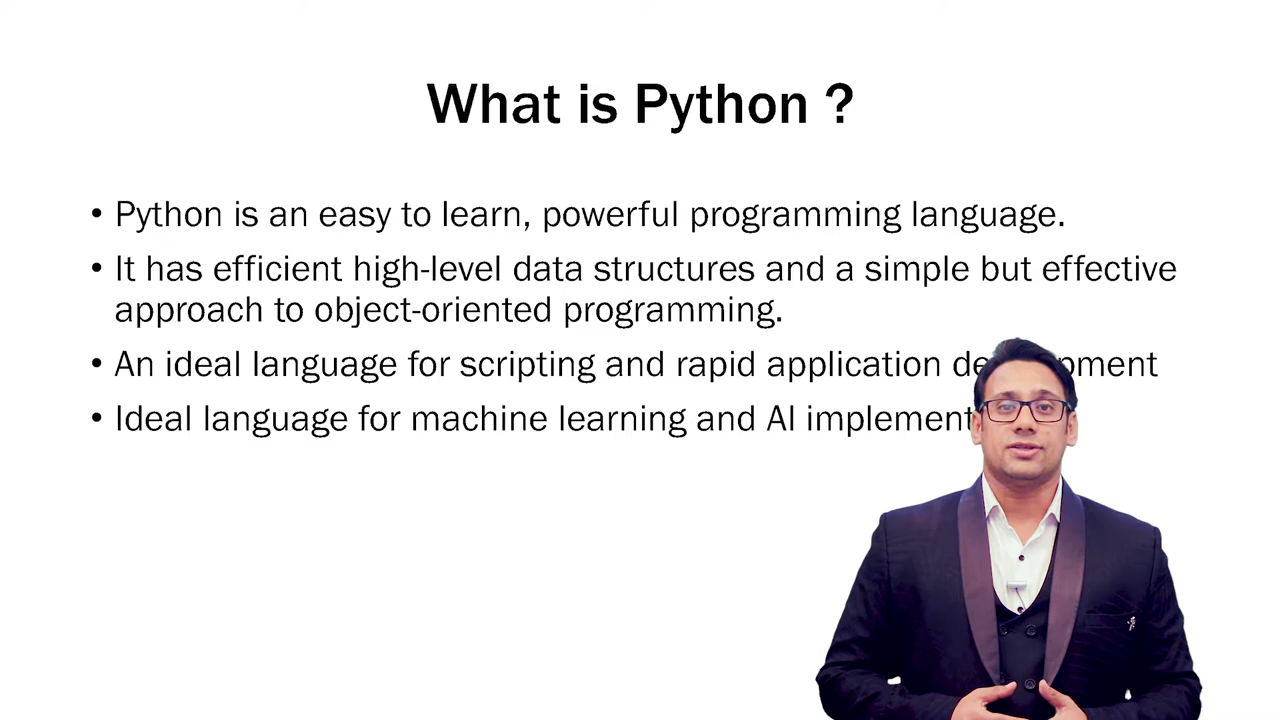 What is Python ?
• Python is an easy to learn, powerful programming language.
• It has efficient high-level data structures and a simple but effective
approach to object-oriented programming.
• An ideal language for scripting and rapid application
• Ideal language for machine learning and AI